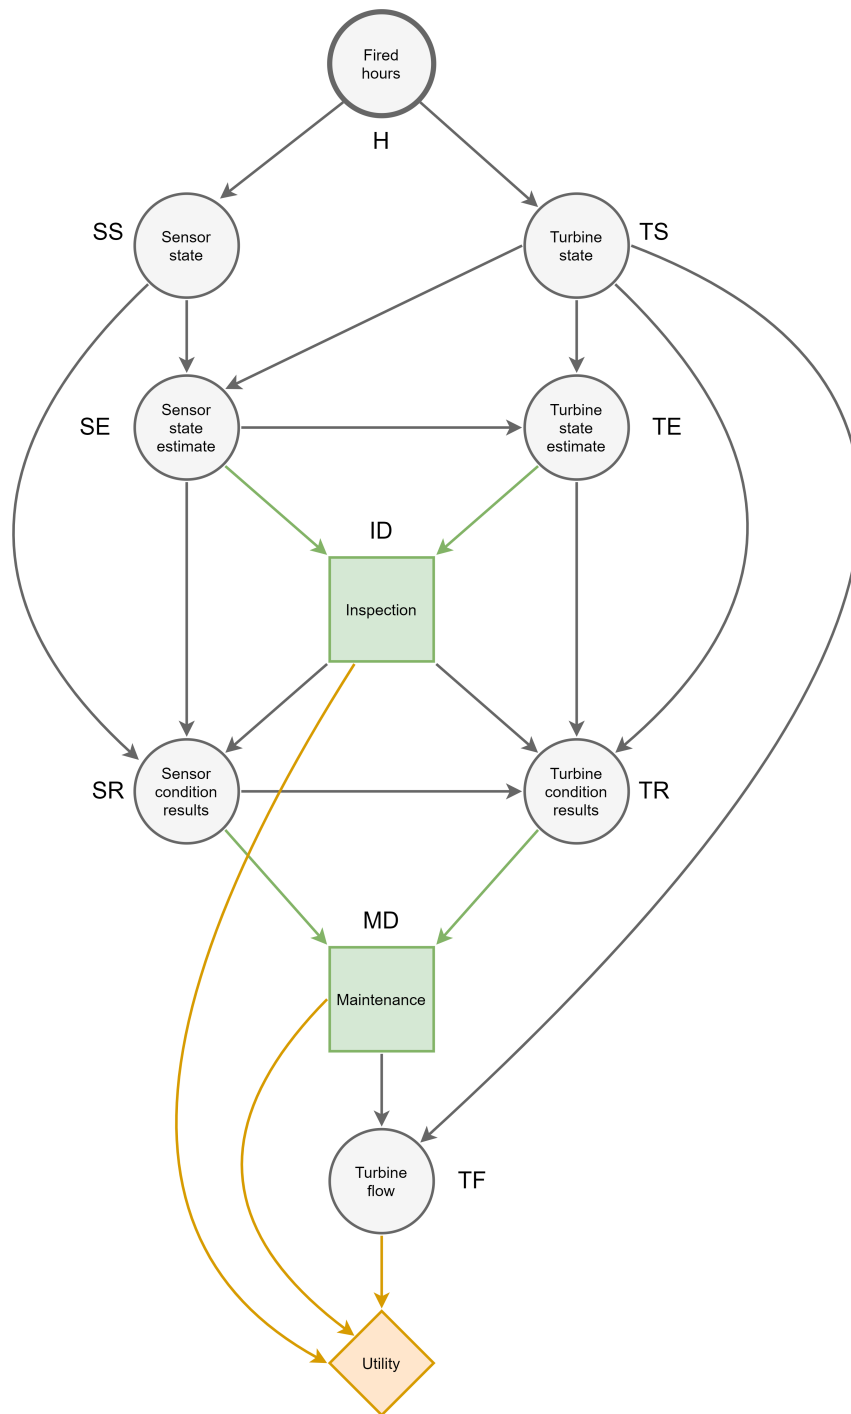 Fired
hours
H
SS
Sensor
state
Turbine
state
TS
SE
Sensor
state
estimate
Turbine
state
estimate
TE
ID
Inspection
SR
Sensor
condition
results
Turbine
condition
results
TR
MD
Maintenance
Turbine
flow
TF
Utility